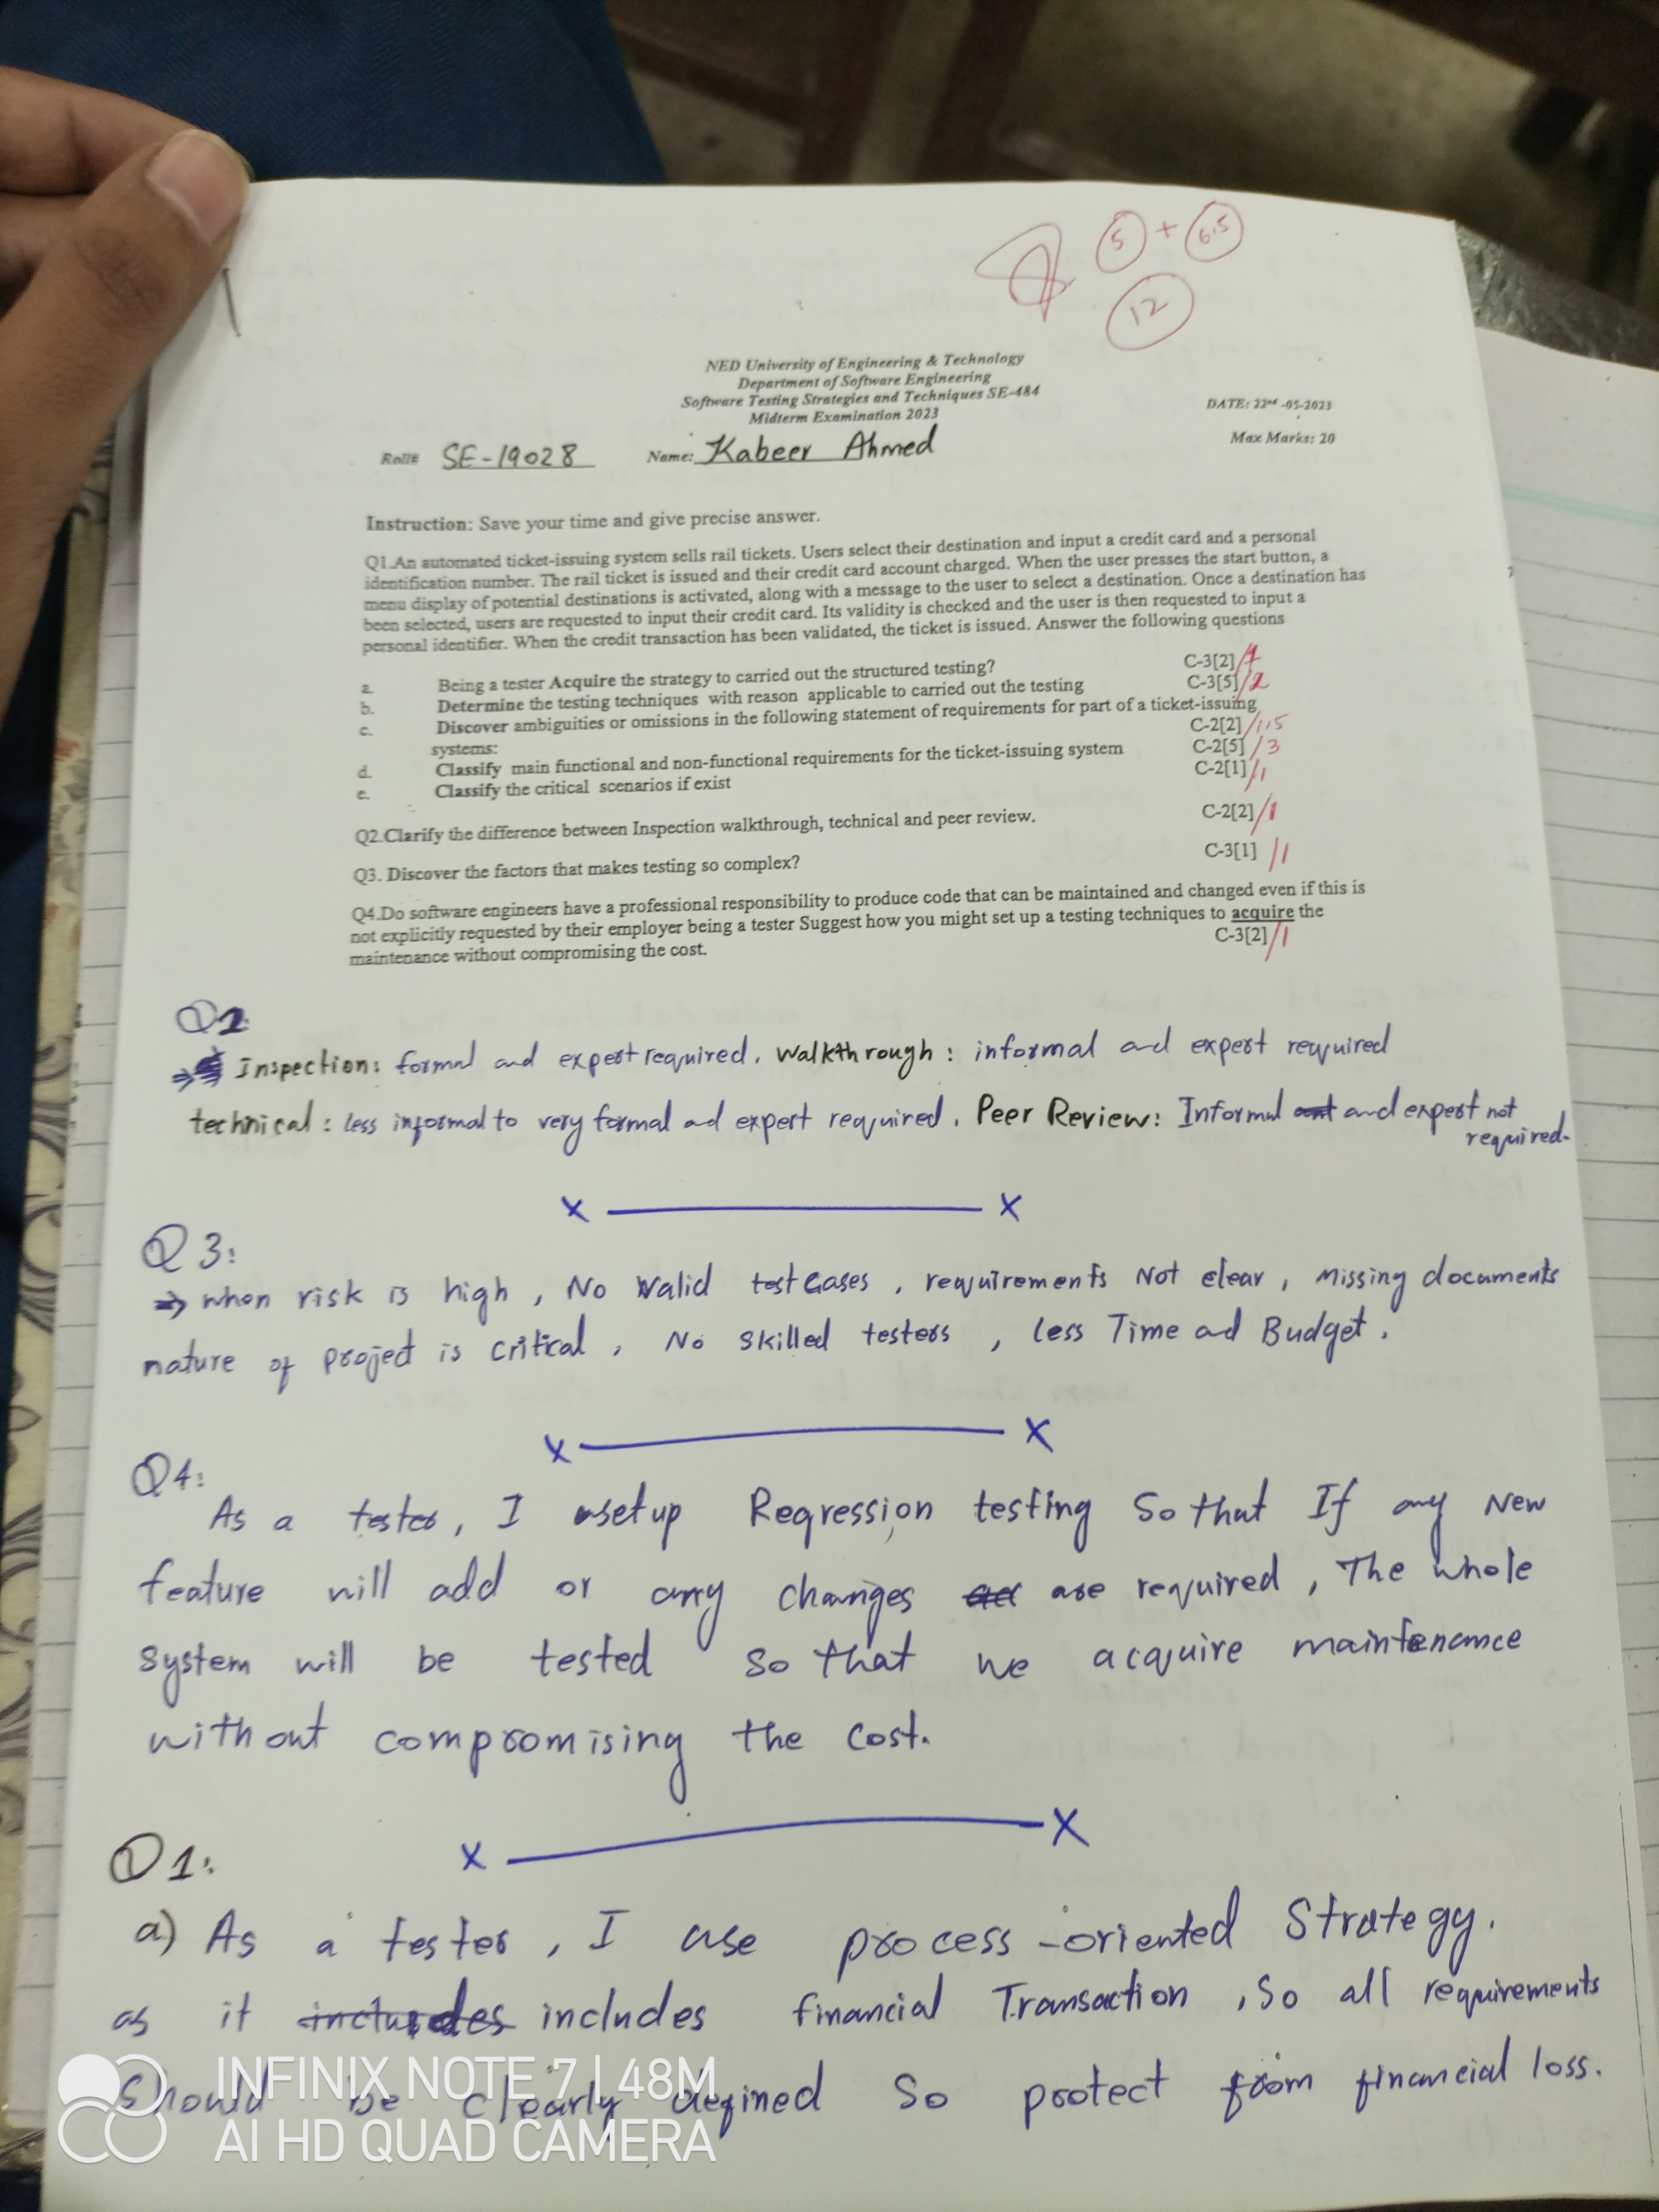 5 + 6.5
12
NED University of Engineering & Technology
Department of Software Engineering
Software Testing Strategies and Techniques SE-484
Midterm Examination 2023
DATE: 22nd -05-2023
Max Marks: 20
Roll# SE-19028 Name: Kabeer Ahmed
Instruction: Save your time and give precise answer.
Q1.An automated ticket-issuing system sells rail tickets. Users select their destination and input a credit card and a personal
identification number. The rail ticket is issued and their credit card account charged. When the user presses the start button, a
menu display of potential destinations is activated, along with a message to the user to select a destination. Once a destination has
been selected, users are requested to input their credit card. Its validity is checked and the user is then requested to input a
personal identifier. When the credit transaction has been validated, the ticket is issued. Answer the following questions
a. Being a tester Acquire the strategy to carried out the structured testing? C-3[2] /1
b. Determine the testing techniques with reason applicable to carried out the testing C-3[5] /2
c. Discover ambiguities or omissions in the following statement of requirements for part of a ticket-issuing
systems: C-2[2] /1.5
d. Classify main functional and non-functional requirements for the ticket-issuing system C-2[5] /3
e. Classify the critical scenarios if exist C-2[1] /1
Q2.Clarify the difference between Inspection walkthrough, technical and peer review. C-2[2] /1
Q3. Discover the factors that makes testing so complex? C-3[1] /1
Q4.Do software engineers have a professional responsibility to produce code that can be maintained and changed even if this is
not explicitly requested by their employer being a tester Suggest how you might set up a testing techniques to acquire the
maintenance without compromising the cost. C-3[2] /1
Q2
⇒ Inspection: formal and expert required. Walkthrough: informal and expert required
technical: less informal to very formal ad expert required. Peer Review: Informal and expert not
required.
x x
Q3:
⇒ when risk is high, No Valid test cases, requirements Not clear, Missing documents
nature of project is critical, No skilled testers, less Time ad Budget.
x x
Q4:
As a tester, I setup Regression testing So that If any New
feature will add or any changes are required, The whole
system will be tested so that we acquire maintenance
without compromising the cost.
x x
Q1:
a) As a tester, I use process-oriented Strategy.
as it includes includes financial Transaction, So all requirements
should be clearly defined so protect from financial loss.
INFINIX NOTE 7 | 48M
AI HD QUAD CAMERA